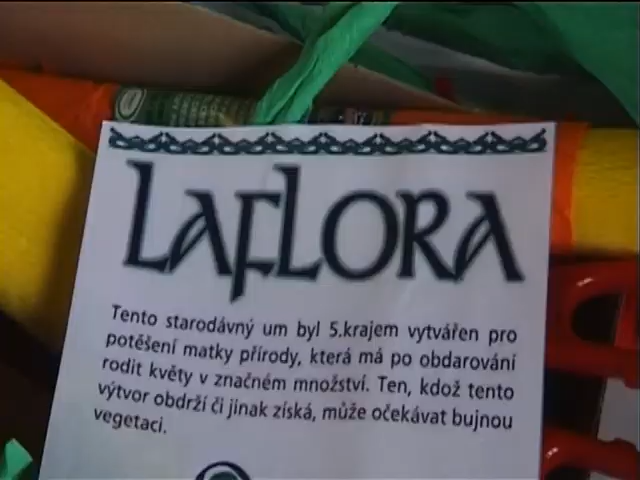 LAFLORA
Tento starodávný um byl 5.krajem vytvářen pro
potěšení matky přírody, která má po obdarování
rodit květy v značném množství. Ten, kdož tento
výtvor obdrží či jinak získá, může očekávat bujnou
vegetaci.